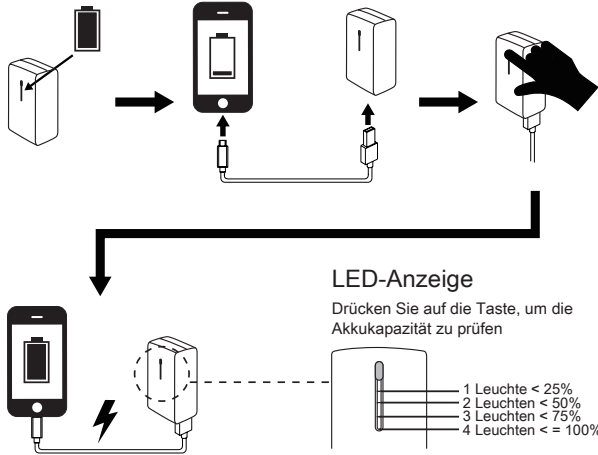 LED-Anzeige
Drücken Sie auf die Taste, um die
Akkukapazität zu prüfen
1 Leuchte < 25%
2 Leuchten < 50%
3 Leuchten < 75%
4 Leuchten < = 100%